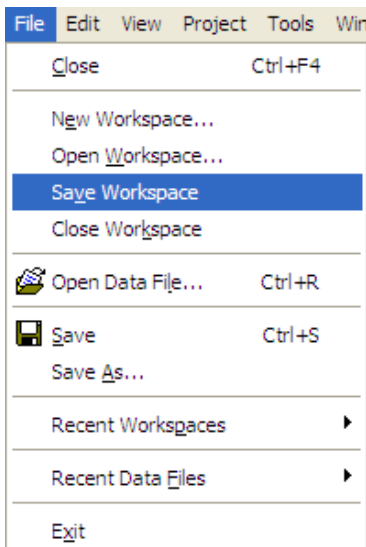 File Edit View Project Tools Win
Close Ctrl+F4
New Workspace...
Open Workspace...
Save Workspace
Close Workspace
Open Data File... Ctrl+R
Save Ctrl+S
Save As...
Recent Workspaces
Recent Data Files
Exit